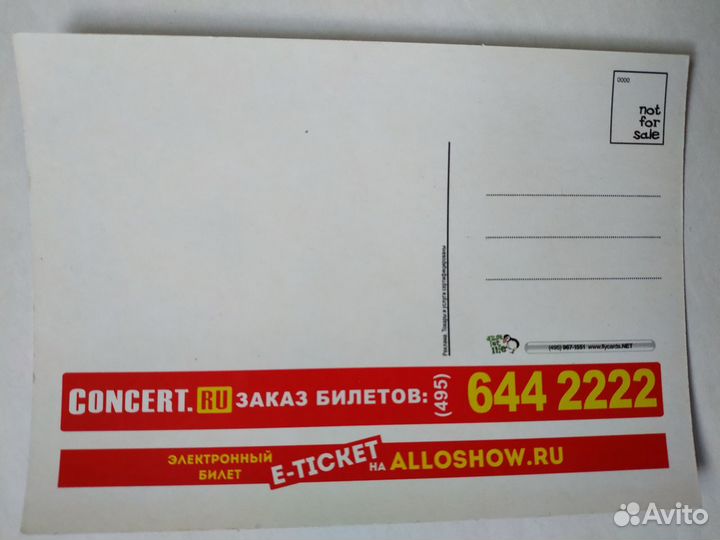 0000
not
for
sale
Реклама. Товары и услуги сертифицированы
(495) 967-1551 www.flycards.NET
CONCERT.RU ЗАКАЗ БИЛЕТОВ: (495) 644 2222
ЭЛЕКТРОННЫЙ
БИЛЕТ E-TICKET НА ALLOSHOW.RU
Avito